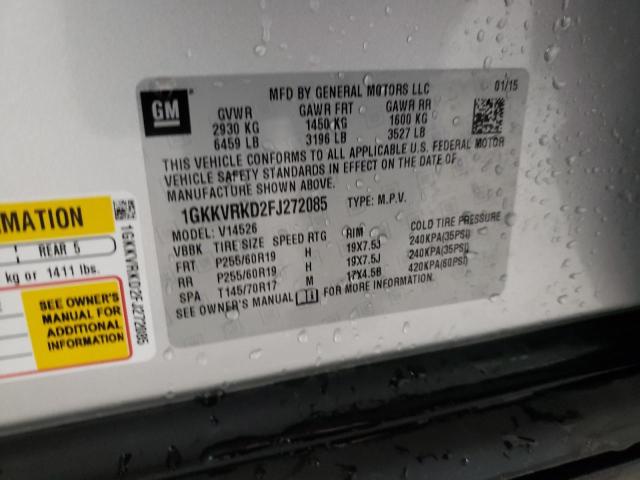 MFD BY GENERAL MOTORS LLC 01/15
GM
GVWR GAWR FRT GAWR RR
2930 KG 1450 KG 1600 KG
6459 LB 3196 LB 3527 LB
THIS VEHICLE CONFORMS TO ALL APPLICABLE U.S. FEDERAL MOTOR
VEHICLE SAFETY STANDARDS IN EFFECT ON THE DATE OF
MANUFACTURE SHOWN ABOVE.
1GKKVRKD2FJ272085 TYPE: M.P.V.
MODEL: V14526
VBBK TIRE SIZE SPEED RTG RIM COLD TIRE PRESSURE
FRT P255/60R19 H 19X7.5J 240KPA(35PSI)
RR P255/60R19 H 19X7.5J 240KPA(35PSI)
SPA T145/70R17 M 17X4.5B 420KPA(60PSI)
SEE OWNER'S MANUAL FOR MORE INFORMATION.
RMATION
REAR 5
kg or 1411 lbs.
SEE OWNER'S
MANUAL FOR
ADDITIONAL
INFORMATION